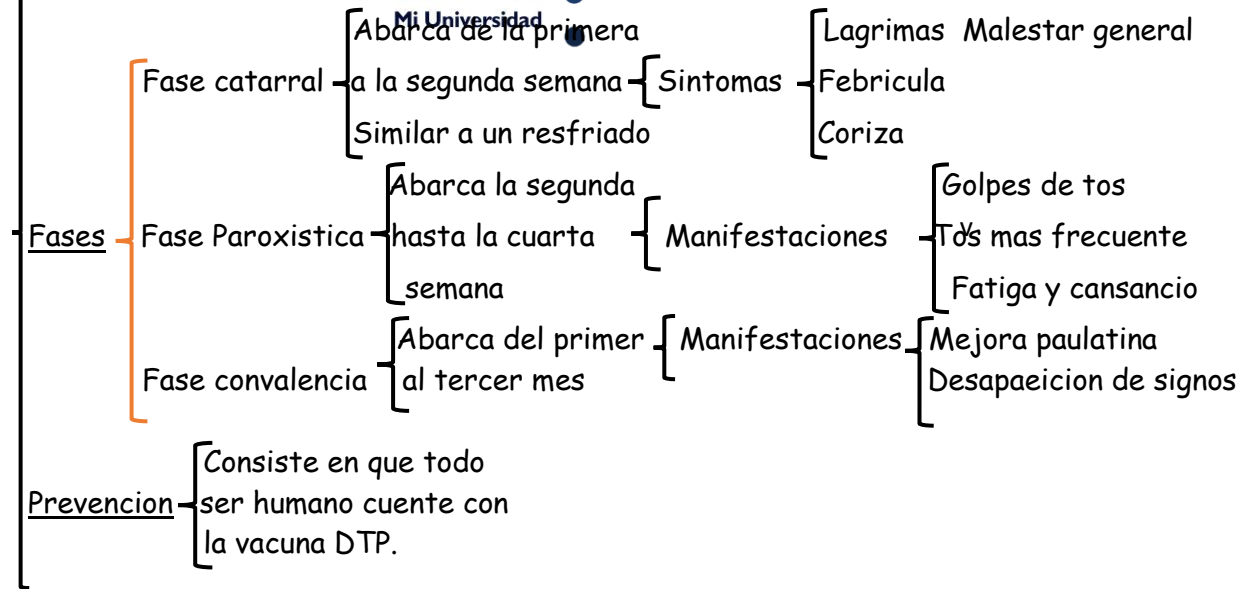 Mi Universidad
Abarca de la primera
Lagrimas Malestar general
Fase catarral
a la segunda semana
Sintomas
Febricula
Similar a un resfriado
Coriza
Abarca la segunda
Golpes de tos
Fases
Fase Paroxistica
hasta la cuarta
Manifestaciones
y
Tos mas frecuente
semana
Fatiga y cansancio
Abarca del primer
Manifestaciones
Mejora paulatina
Fase convalencia
al tercer mes
Desapaeicion de signos
Consiste en que todo
Prevencion
ser humano cuente con
la vacuna DTP.